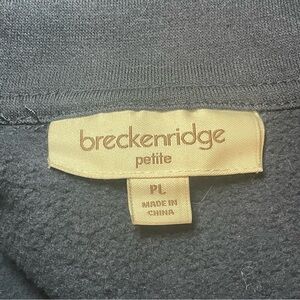 breckenridge
petite
PL
MADE IN
CHINA